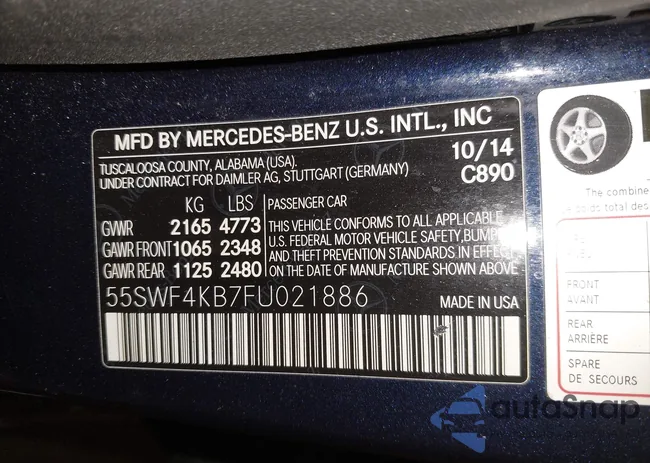 MFD BY MERCEDES-BENZ U.S. INTL., INC
TUSCALOOSA COUNTY, ALABAMA (USA). 10/14
UNDER CONTRACT FOR DAIMLER AG, STUTTGART (GERMANY) C890
KG LBS PASSENGER CAR
GVWR 2165 4773 THIS VEHICLE CONFORMS TO ALL APPLICABLE
GAWR FRONT 1065 2348 U.S. FEDERAL MOTOR VEHICLE SAFETY, BUMPE
AND THEFT PREVENTION STANDARDS IN EFFEC
GAWR REAR 1125 2480 ON THE DATE OF MANUFACTURE SHOWN ABOVE.
55SWF4KB7FU021886 MADE IN USA
The combine
FRONT
AVANT
REAR
ARRIÈRE
SPARE
DE SECOURS
autoSnap